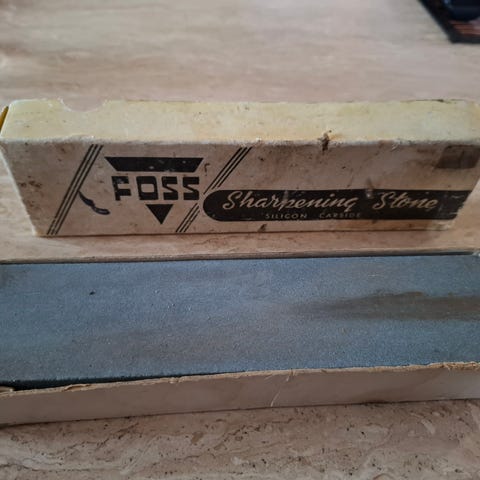 FOSS
Sharpening Stone
SILICON CARBIDE